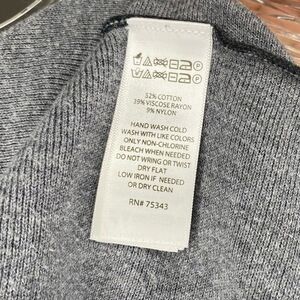 52% COTTON
39% VISCOSE RAYON
9% NYLON
HAND WASH COLD
WASH WITH LIKE COLORS
ONLY NON-CHLORINE
BLEACH WHEN NEEDED
DO NOT WRING OR TWIST
DRY FLAT
LOW IRON IF NEEDED
OR DRY CLEAN
RN# 75343